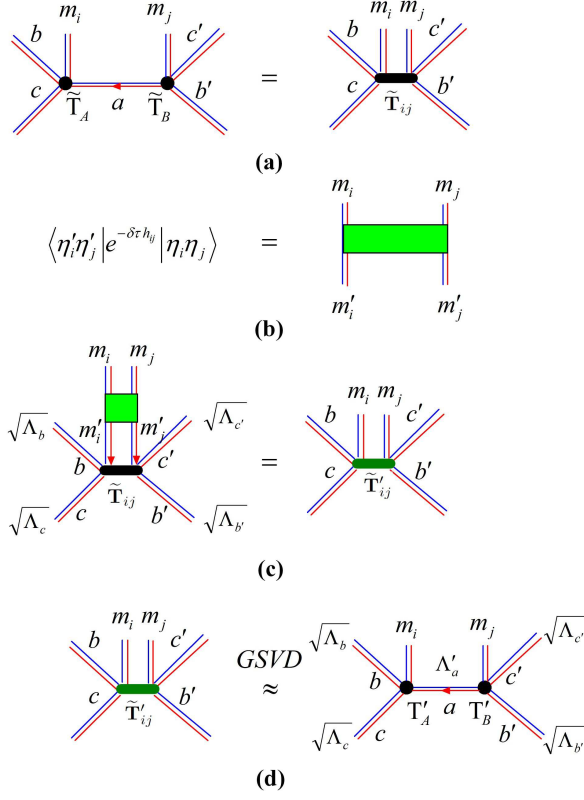 m_i m_j m_i m_j
b c′ b c′
c T̃_A a T̃_B b′ = c T̃_ij b′
(a)
m_i m_j
⟨η′_i η′_j | e^{−δτ h_ij} | η_i η_j⟩ =
m′_i m′_j
(b)
m_i m_j
√Λ_b m′_i m′_j √Λ_c′ m_i m_j
b c′ b c′
= c T̃′_ij b′
c T̃_ij b′
√Λ_c √Λ_b′
(c)
m_i m_j m_i m_j √Λ_c′
b c′ GSVD √Λ_b Λ′_a
≈ b c′
c T̃′_ij b′ T′_A a T′_B
√Λ_c c b′ √Λ_b′
(d)